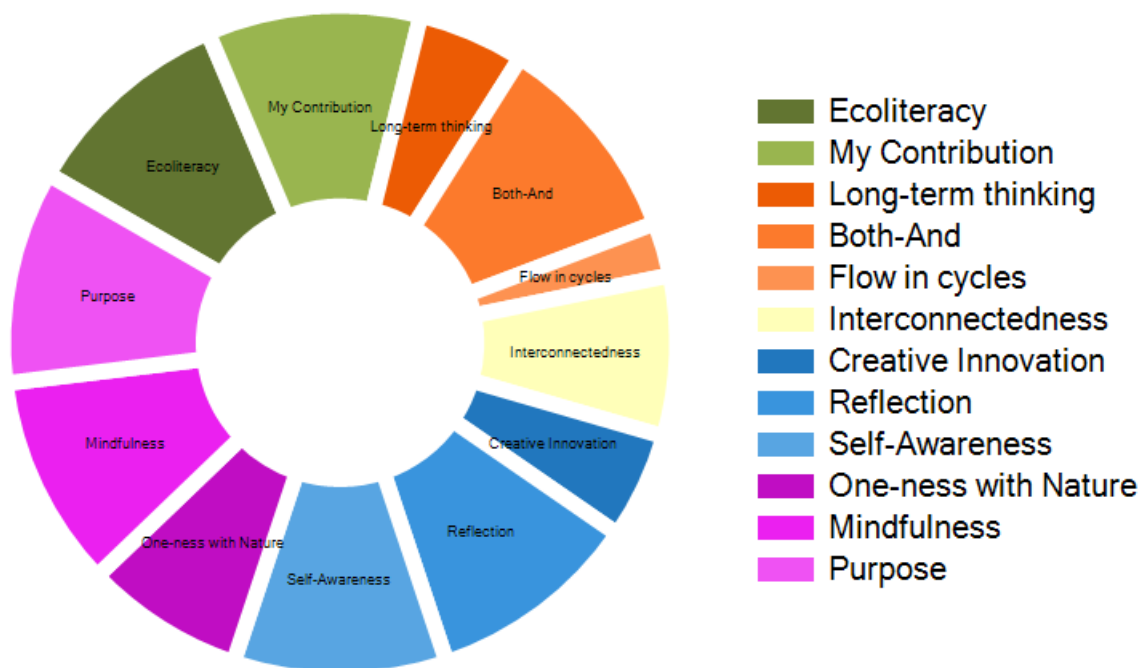 My Contribution
Long-term thinking
Ecoliteracy
Both-And
Flow in cycles
Purpose
Interconnectedness
Mindfulness
Creative Innovation
One-ness with Nature
Reflection
Self-Awareness
Ecoliteracy
My Contribution
Long-term thinking
Both-And
Flow in cycles
Interconnectedness
Creative Innovation
Reflection
Self-Awareness
One-ness with Nature
Mindfulness
Purpose